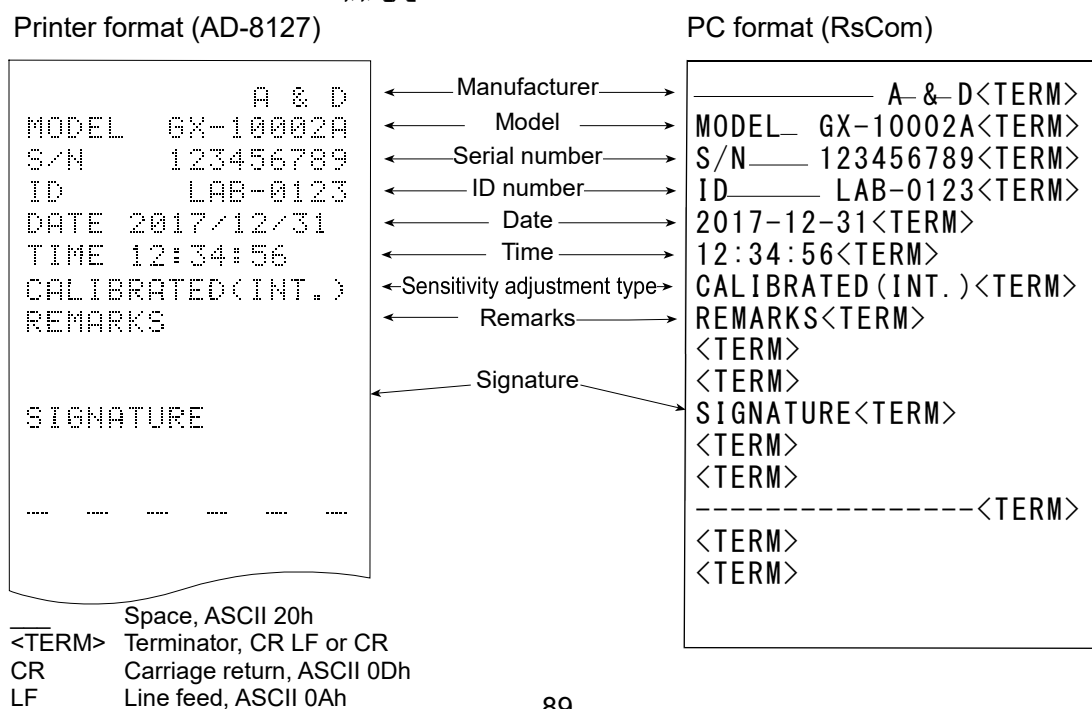 Printer format (AD-8127)
PC format (RsCom)
A & D
MODEL GX-10002A
S/N 123456789
ID LAB-0123
DATE 2017/12/31
TIME 12:34:56
CALIBRATED(INT.)
REMARKS
SIGNATURE
Manufacturer
Model
Serial number
ID number
Date
Time
Sensitivity adjustment type
Remarks
Signature
A & D<TERM>
MODEL_ GX-10002A<TERM>
S/N___ 123456789<TERM>
ID____ LAB-0123<TERM>
2017-12-31<TERM>
12:34:56<TERM>
CALIBRATED(INT.)<TERM>
REMARKS<TERM>
<TERM>
<TERM>
SIGNATURE<TERM>
<TERM>
<TERM>
----------------<TERM>
<TERM>
<TERM>
___ Space, ASCII 20h
<TERM> Terminator, CR LF or CR
CR Carriage return, ASCII 0Dh
LF Line feed, ASCII 0Ah
89